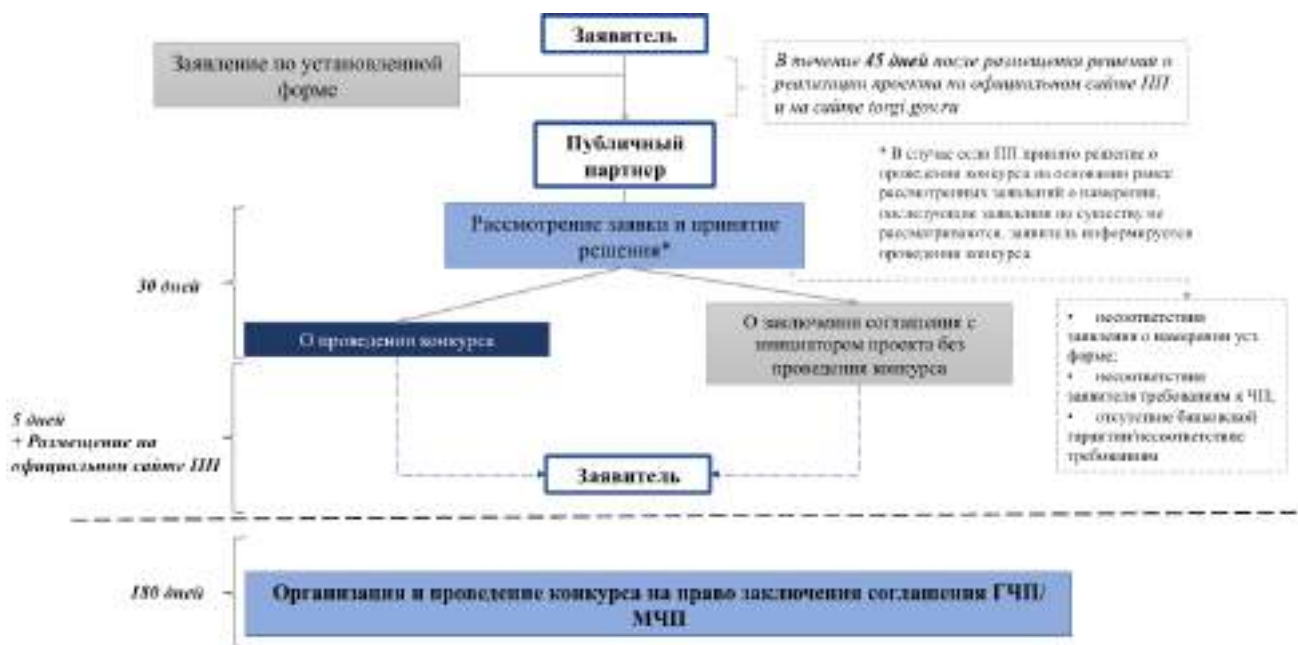 Заявитель
Заявление по установленной
форме
В течение 45 дней после размещения решения о
реализации проекта на официальном сайте ПП
и на сайте torgi.gov.ru
Публичный
партнер
* В случае если ПП принято решение о
проведении конкурса на основании ранее
рассмотренных заявлений о намерении,
последующие заявления по существу не
рассматриваются, заявитель информируется
проведении конкурса
Рассмотрение заявки и принятие
решения*
30 дней
О проведении конкурса
О заключении соглашения с
инициатором проекта без
проведения конкурса
• несоответствия
заявления о намерении уст.
форме;
• несоответствия
заявителя требованиям к ЧП;
• отсутствие банковской
гарантии/несоответствие
требованиям
5 дней
+ Размещение на
официальном сайте ПП
Заявитель
180 дней
Организация и проведение конкурса на право заключения соглашения ГЧП/
МЧП